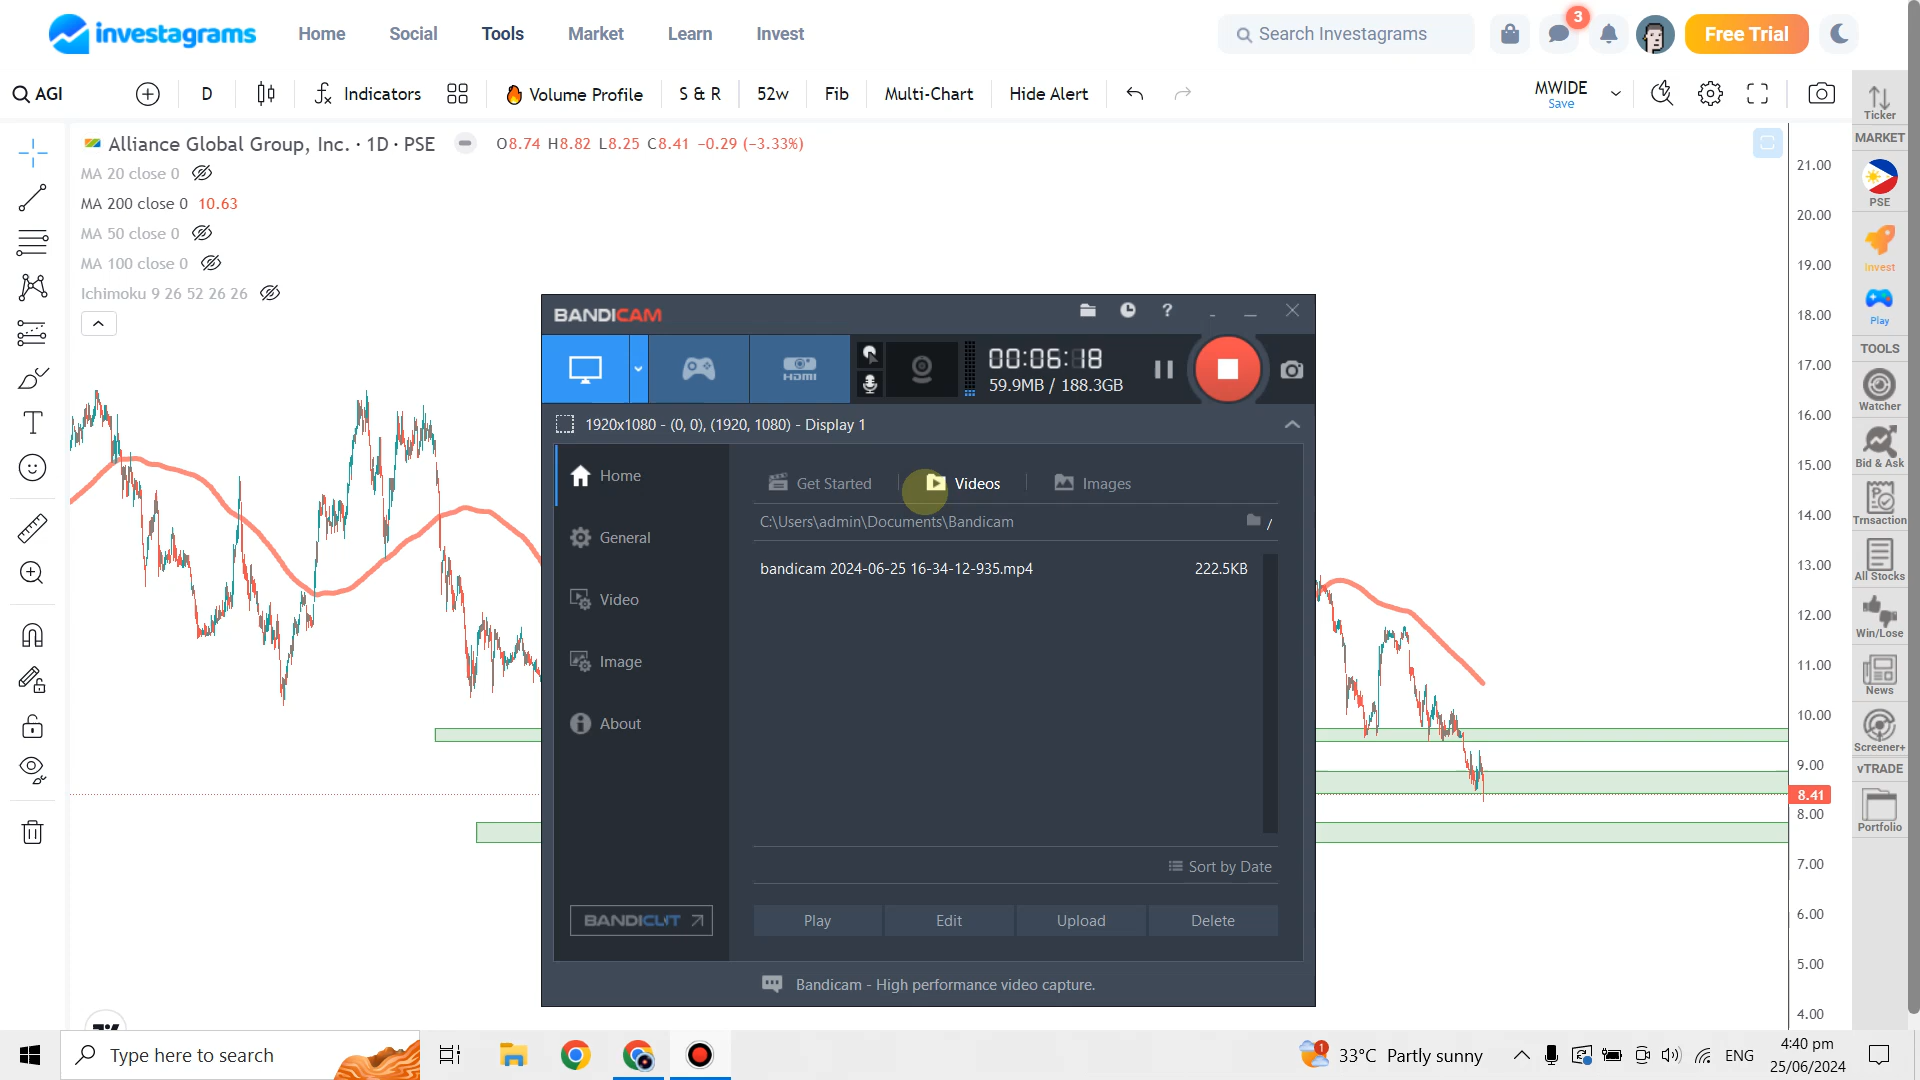 investagrams
Home
Social
Tools
Market
Learn
Invest
Search Investagrams
3
Free Trial
AGI
D
Indicators
Volume Profile
S & R
52w
Fib
Multi-Chart
Hide Alert
MWIDE
Save
Alliance Global Group, Inc. · 1D · PSE
O8.74 H8.82 L8.25 C8.41 −0.29 (−3.33%)
MA 20 close 0
MA 200 close 0 10.63
MA 50 close 0
MA 100 close 0
Ichimoku 9 26 52 26 26
21.00
20.00
19.00
18.00
17.00
16.00
15.00
14.00
13.00
12.00
11.00
10.00
9.00
8.41
8.00
7.00
6.00
5.00
4.00
Ticker
MARKET
PSE
Invest
Play
TOOLS
Watcher
Bid & Ask
Trnsaction
All Stocks
Win/Lose
News
Screener+
vTRADE
Portfolio
BANDICAM
HDMI
00:06:18
59.9MB / 188.3GB
1920x1080 - (0, 0), (1920, 1080) - Display 1
Home
General
Video
Image
About
BANDICUT
Get Started
Videos
Images
C:\Users\admin\Documents\Bandicam
/
bandicam 2024-06-25 16-34-12-935.mp4
222.5KB
Sort by Date
Play
Edit
Upload
Delete
Bandicam - High performance video capture.
Type here to search
1
33°C Partly sunny
ENG
4:40 pm
25/06/2024